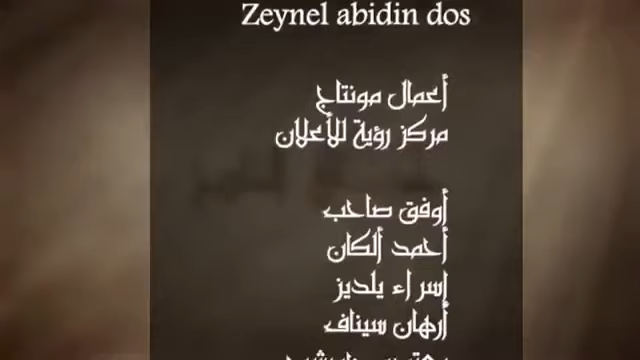 Zeynel abidin dos
أعمال مونتاج
مركز رؤية للأعلان
أوفق صاحب
أحمد ألكان
إسراء يلديز
أرهان سيناف